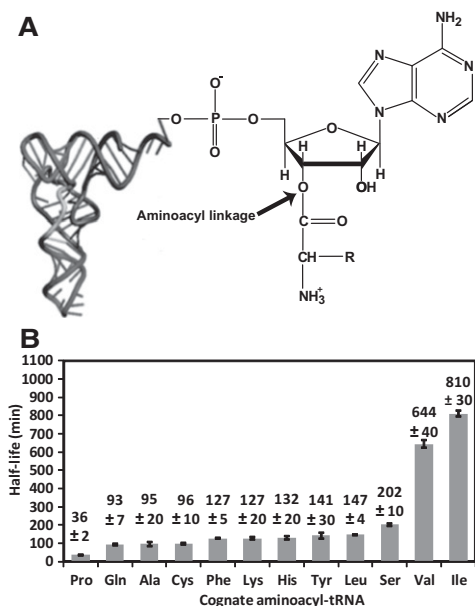 A
NH₂
N
N
N
N
O⁻
O
P
O
O
O
H
H
H
H
O
OH
Aminoacyl linkage
C
O
CH
R
NH₃⁺
B
1100
1000
900
800
700
600
500
400
300
200
100
0
Half-life (min)
36 ±2
93 ±7
95 ±20
96 ±10
127 ±5
127 ±20
132 ±20
141 ±30
147 ±4
202 ±10
644 ±40
810 ±30
Pro Gln Ala Cys Phe Lys His Tyr Leu Ser Val Ile
Cognate aminoacyl-tRNA